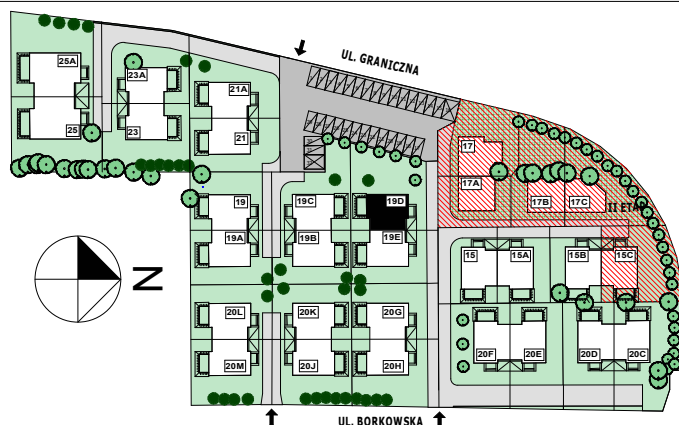 UL. GRANICZNA
25A
23A
21A
25
23
21
17
17A
17B
17C
II ETAP
19
19C
19D
19A
19B
19E
15
15A
15B
15C
N
20L
20K
20G
20M
20J
20H
20F
20E
20D
20C
UL. BORKOWSKA